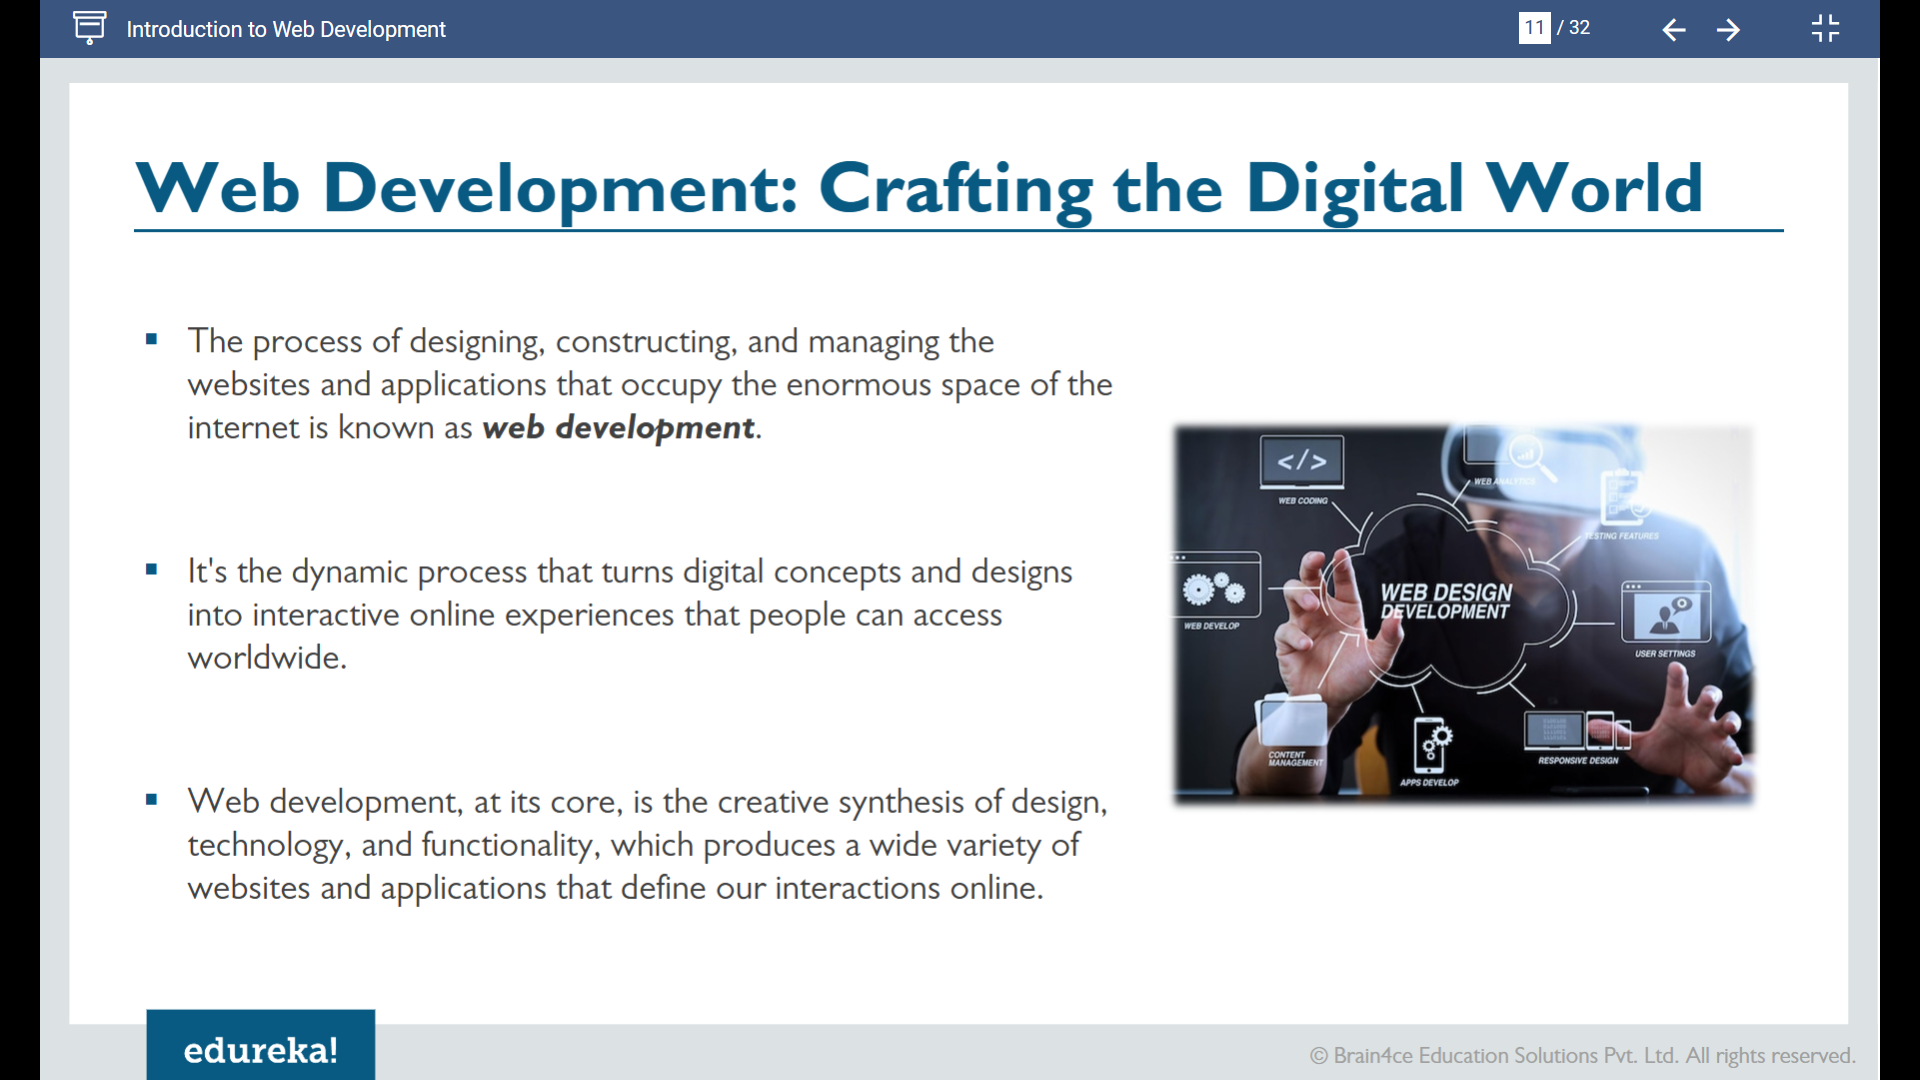 Introduction to Web Development
11 / 32
Web Development: Crafting the Digital World
The process of designing, constructing, and managing the
websites and applications that occupy the enormous space of the
internet is known as web development.
It's the dynamic process that turns digital concepts and designs
into interactive online experiences that people can access
worldwide.
Web development, at its core, is the creative synthesis of design,
technology, and functionality, which produces a wide variety of
websites and applications that define our interactions online.
</>
WEB CODING
WEB ANALYTICS
TESTING FEATURES
WEB DEVELOP
WEB DESIGN
DEVELOPMENT
USER SETTINGS
CONTENT
MANAGEMENT
APPS DEVELOP
RESPONSIVE DESIGN
edureka!
© Brain4ce Education Solutions Pvt. Ltd. All rights reserved.